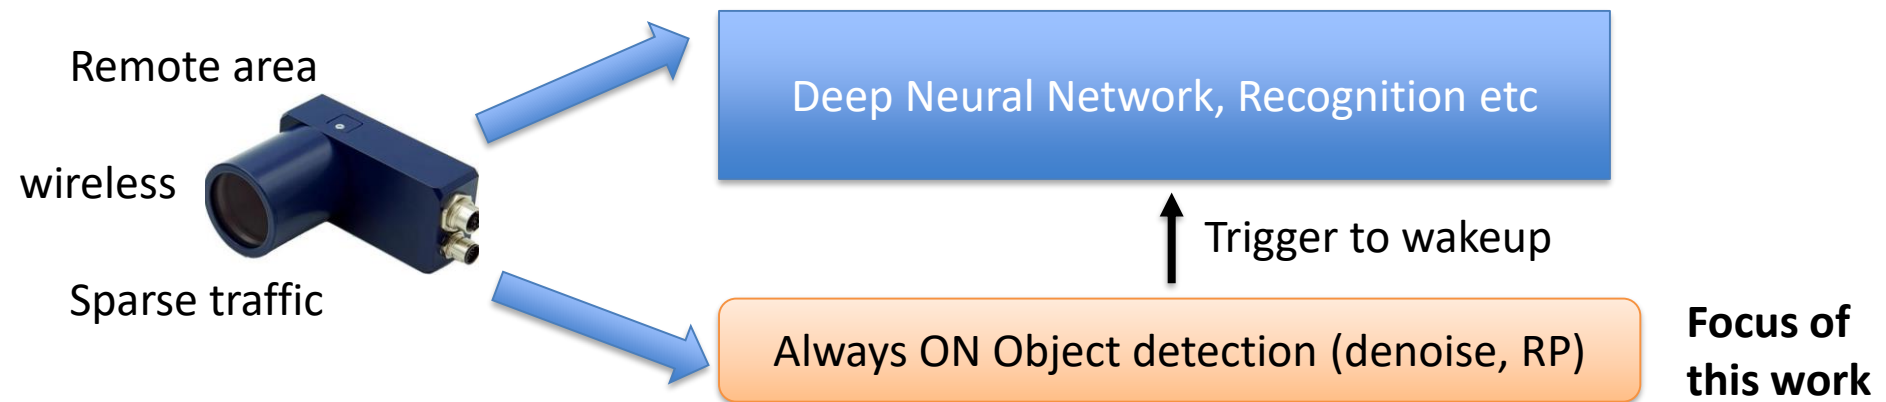 Remote area
wireless
Sparse traffic
Deep Neural Network, Recognition etc
Trigger to wakeup
Always ON Object detection (denoise, RP)
Focus of
this work